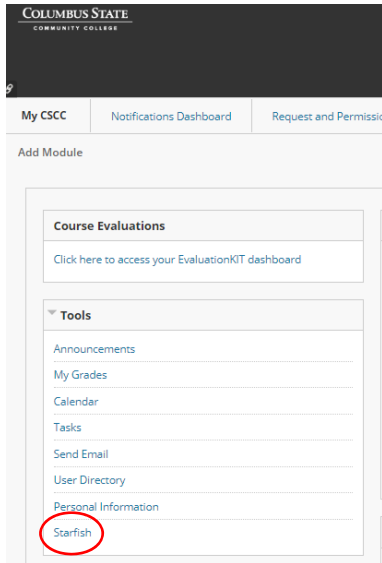 COLUMBUS STATE
COMMUNITY COLLEGE
My CSCC Notifications Dashboard Request and
Add Module
Course Evaluations
Click here to access your EvaluationKIT dashboard
Tools
Announcements
My Grades
Calendar
Tasks
Send Email
User Directory
Personal Information
Starfish